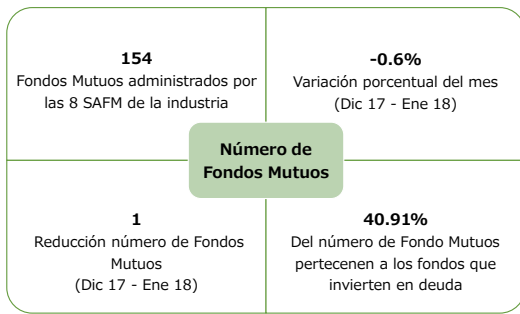 154
Fondos Mutuos administrados por
las 8 SAFM de la industria
-0.6%
Variación porcentual del mes
(Dic 17 - Ene 18)
Número de
Fondos Mutuos
1
Reducción número de Fondos
Mutuos
(Dic 17 - Ene 18)
40.91%
Del número de Fondo Mutuos
pertecenen a los fondos que
invierten en deuda